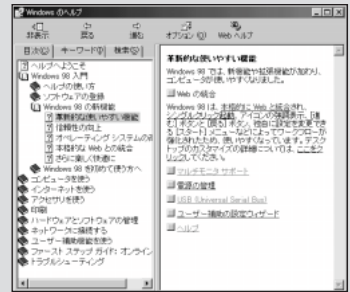 Windows のヘルプ
非表示 戻る 進む オプション(O) Web ヘルプ
目次(C) キーワード(N) 検索(S)
ヘルプへようこそ
Windows 98 入門
ヘルプの使い方
ソフトウェアの登録
Windows 98 の新機能
革新的な使いやすい機能
信頼性の向上
オペレーティング システムの
本格的な Web との統合
さらに楽しく快適に
Windows 98 を初めて使う方へ
コンピュータを使う
インターネットを使う
アクセサリを使う
印刷
ハードウェアとソフトウェアの管理
ネットワークに接続する
ユーザー補助機能を使う
ファースト ステップ ガイド: オンライン
トラブルシューティング
革新的な使いやすい機能
Windows 98 では、新機能や拡張機能が加わり、
コンピュータが使いやすくなりました。
Web の統合
Windows 98 は、本格的に Web と統合され、
シングルクリック起動、アイコンの強調表示、[進
む] ボタンと [戻る] ボタン、独自に設定を変更でき
る [スタート] メニューなどによってワークフローが
強化されたため、使いやすくなっています。デスク
トップのカスタマイズの詳細については、ここをク
リックしてください。
マルチモニタ サポート
電源の管理
USB (Universal Serial Bus)
ユーザー補助の設定ウィザード
ヘルプ